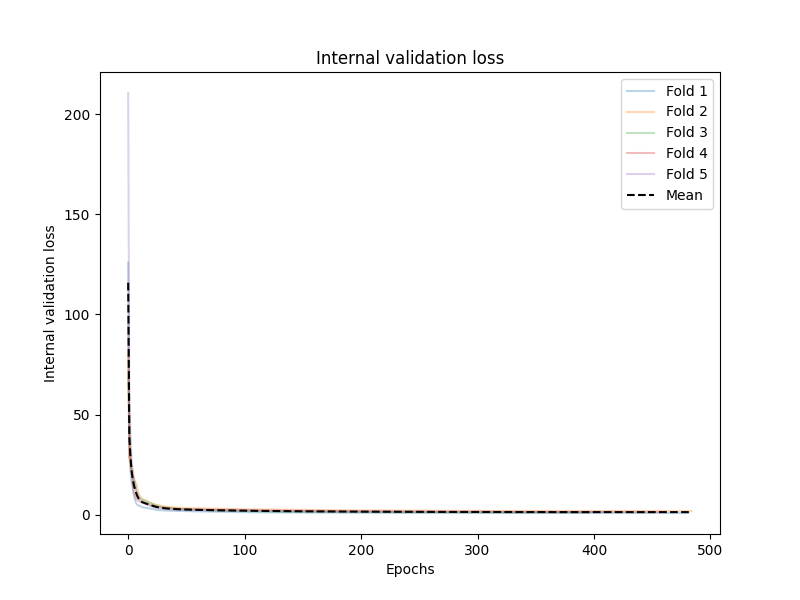 Internal validation loss
Fold 1
Fold 2
Fold 3
Fold 4
Fold 5
Mean
Internal validation loss
200
150
100
50
0
0 100 200 300 400 500
Epochs